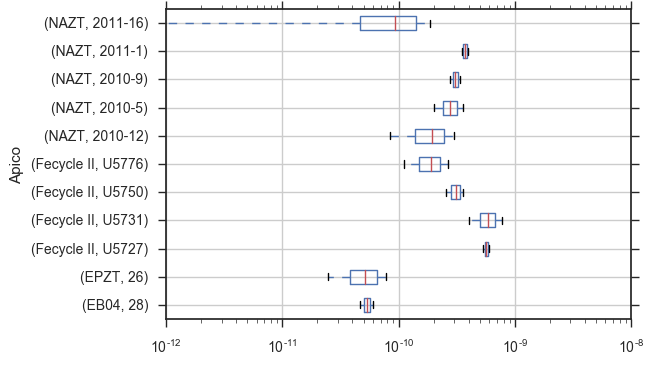 (NAZT, 2011-16)
(NAZT, 2011-1)
(NAZT, 2010-9)
(NAZT, 2010-5)
(NAZT, 2010-12)
(Fecycle II, U5776)
(Fecycle II, U5750)
(Fecycle II, U5731)
(Fecycle II, U5727)
(EPZT, 26)
(EB04, 28)
Apico
10⁻¹² 10⁻¹¹ 10⁻¹⁰ 10⁻⁹ 10⁻⁸